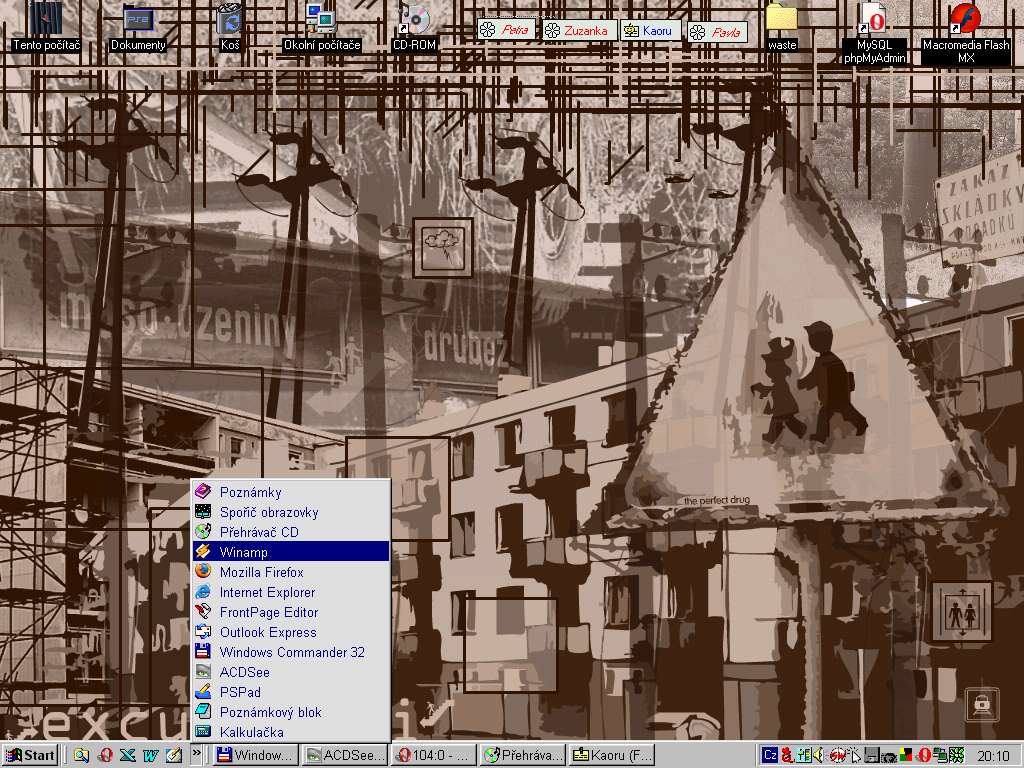 Tento počítač
Dokumenty
Koš
Okolní počítače
CD-ROM
Petra
Zuzanka
Kaoru
Pavla
waste
MySQL
phpMyAdmin
Macromedia Flash
MX
ZÁKAZ
SKLÁDKY
ODPADKŮ
drubež
the perfect drug
Poznámky
Spořič obrazovky
Přehrávač CD
Winamp
Mozilla Firefox
Internet Explorer
FrontPage Editor
Outlook Express
Windows Commander 32
ACDSee
PSPad
Poznámkový blok
Kalkulačka
excu
Start
»
Window...
ACDSee...
104:0 - ...
Přehráva...
Kaoru (F...
Cz
20:10